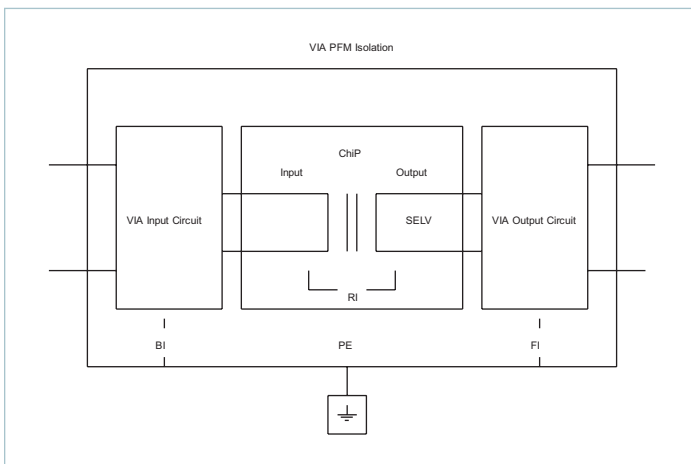 VIA PFM Isolation
ChiP
Input Output
VIA Input Circuit SELV VIA Output Circuit
RI
BI PE FI